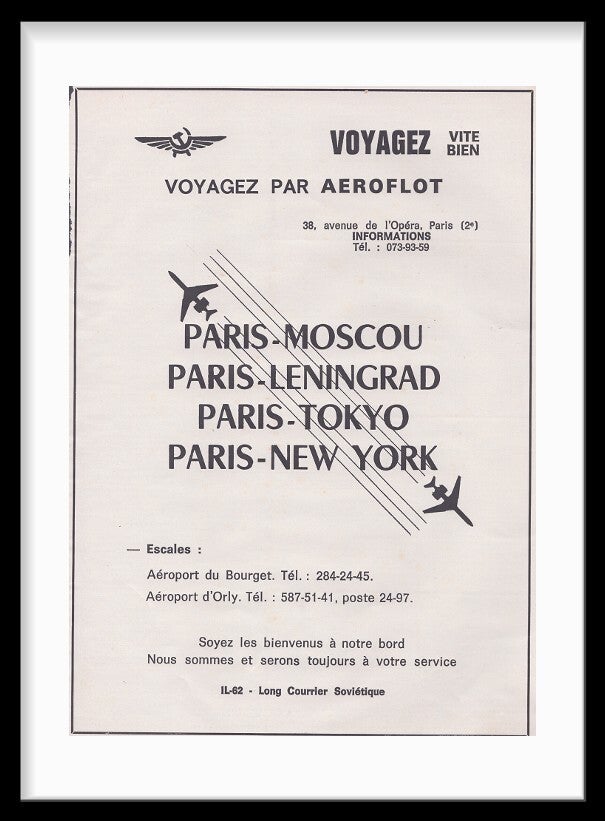 VOYAGEZ VITE BIEN
VOYAGEZ PAR AEROFLOT
38, avenue de l'Opéra, Paris (2e)
INFORMATIONS
Tél. : 073-93-59
PARIS-MOSCOU
PARIS-LENINGRAD
PARIS-TOKYO
PARIS-NEW YORK
— Escales :
Aéroport du Bourget. Tél. : 284-24-45.
Aéroport d'Orly. Tél. : 587-51-41, poste 24-97.
Soyez les bienvenus à notre bord
Nous sommes et serons toujours à votre service
IL-62 - Long Courrier Soviétique